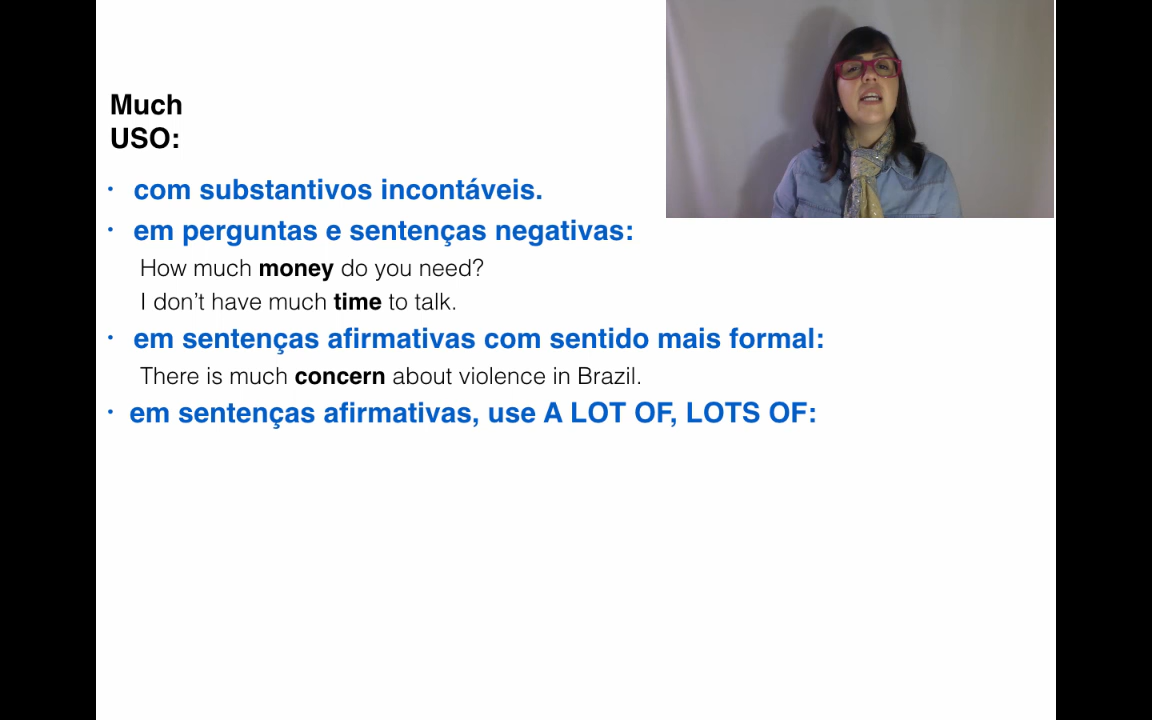 Much
USO:
· com substantivos incontáveis.
· em perguntas e sentenças negativas:
How much money do you need?
I don’t have much time to talk.
· em sentenças afirmativas com sentido mais formal:
There is much concern about violence in Brazil.
· em sentenças afirmativas, use A LOT OF, LOTS OF: